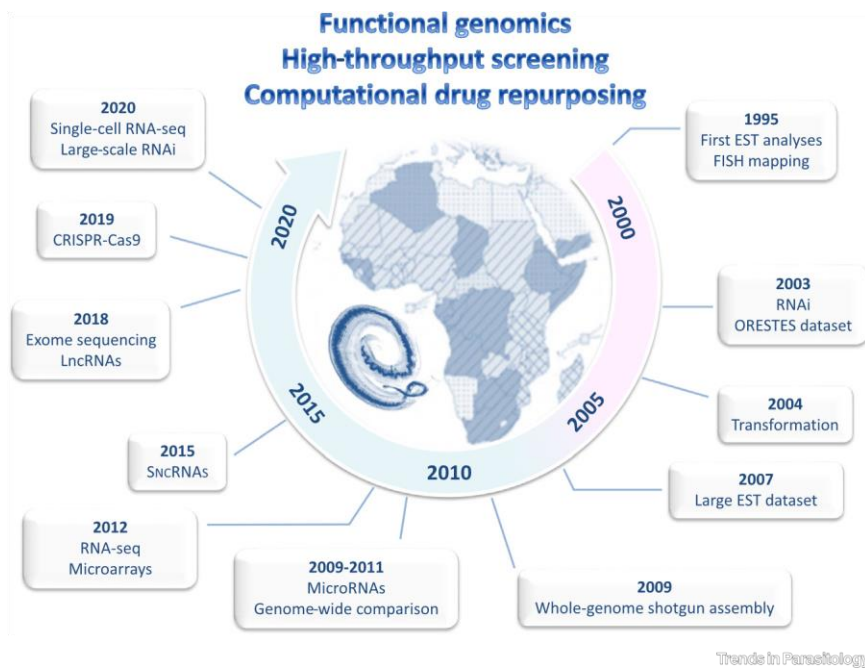 Functional genomics
High-throughput screening
Computational drug repurposing
1995
First EST analyses
FISH mapping
2003
RNAi
ORESTES dataset
2004
Transformation
2007
Large EST dataset
2009
Whole-genome shotgun assembly
2009-2011
MicroRNAs
Genome-wide comparison
2012
RNA-seq
Microarrays
2015
SNCRNAs
2018
Exome sequencing
LncRNAs
2019
CRISPR-Cas9
2020
Single-cell RNA-seq
Large-scale RNAi
2000
2005
2010
2015
2020
Trends in Parasitology